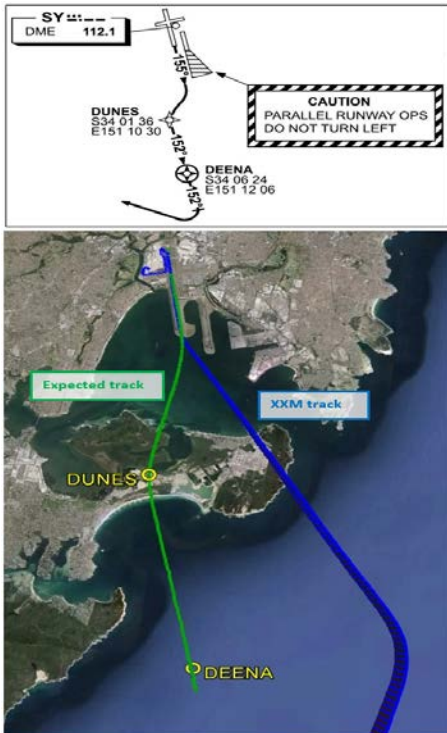 SY
DME 112.1
155°
CAUTION
PARALLEL RUNWAY OPS
DO NOT TURN LEFT
DUNES
S34 01 36
E151 10 30
152°
DEENA
S34 06 24
E151 12 06
152°
Expected track
XXM track
DUNES
DEENA